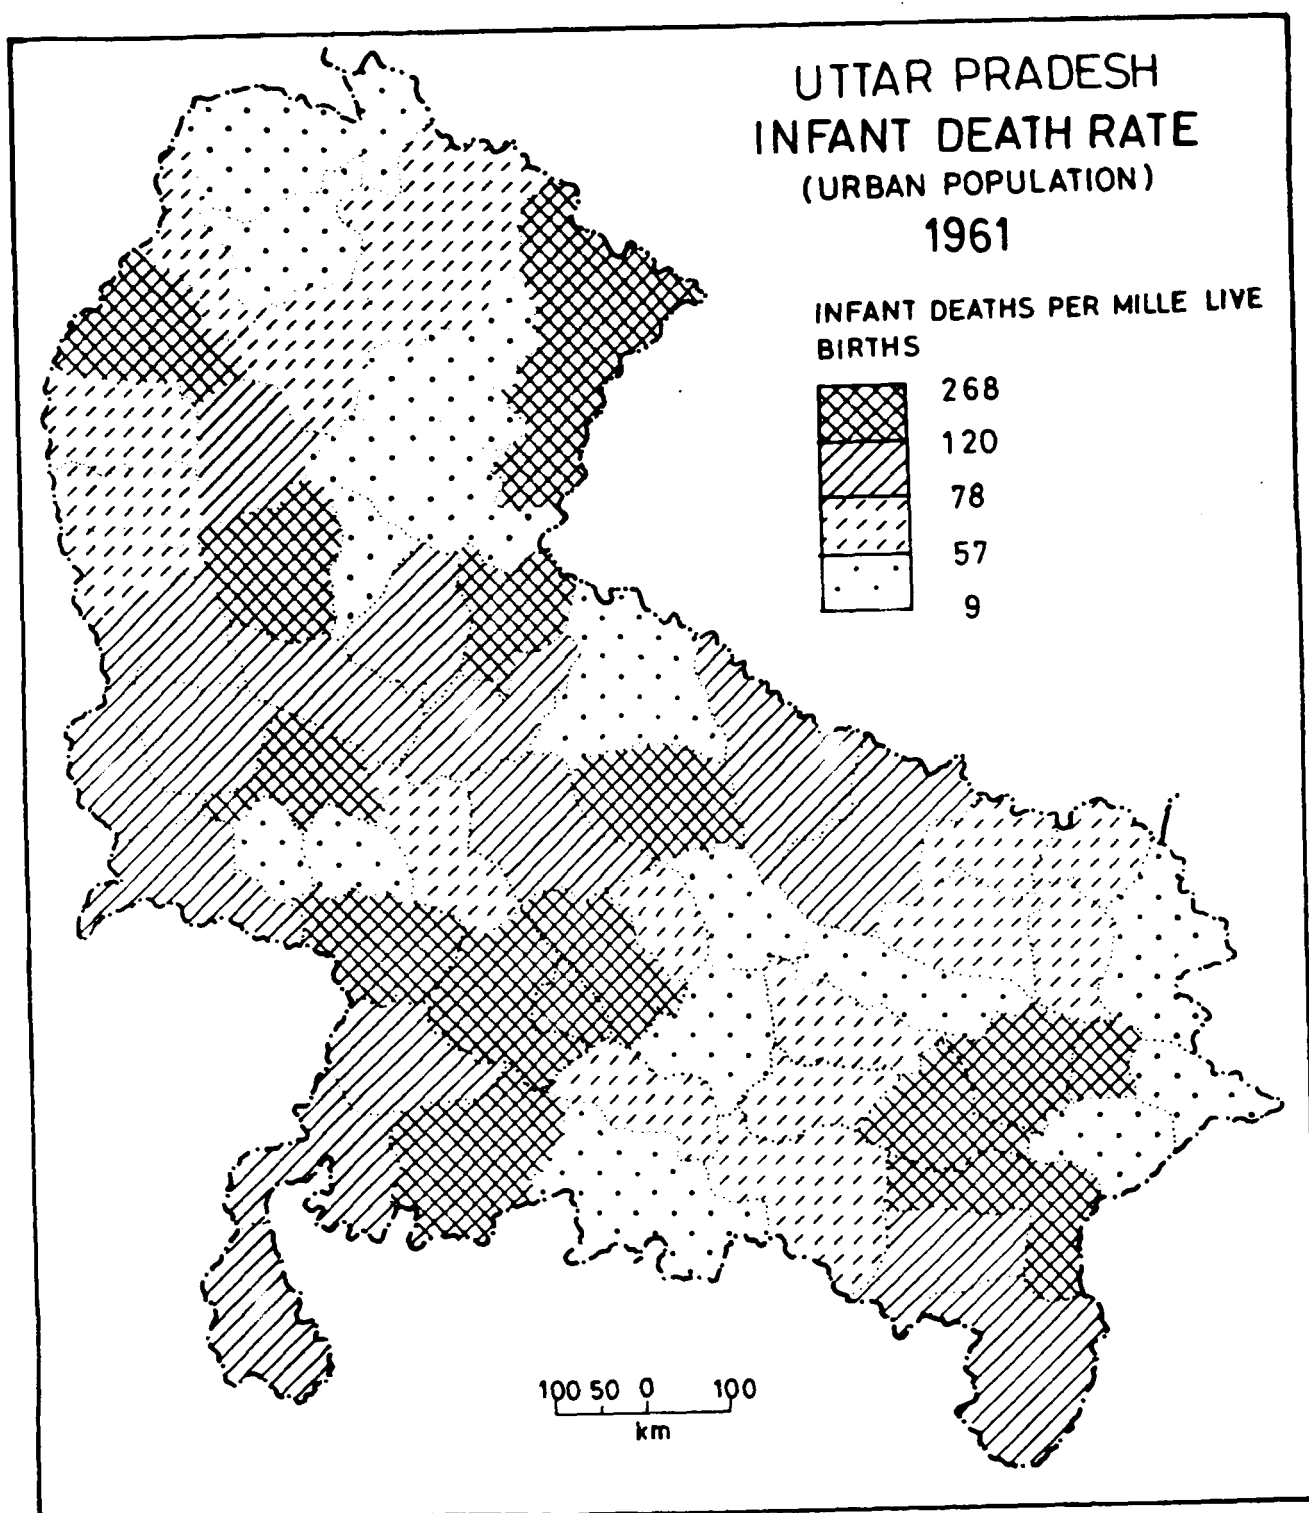 UTTAR PRADESH
INFANT DEATH RATE
(URBAN POPULATION)
1961
INFANT DEATHS PER MILLE LIVE
BIRTHS
268
120
78
57
9
100 50 0 100
km